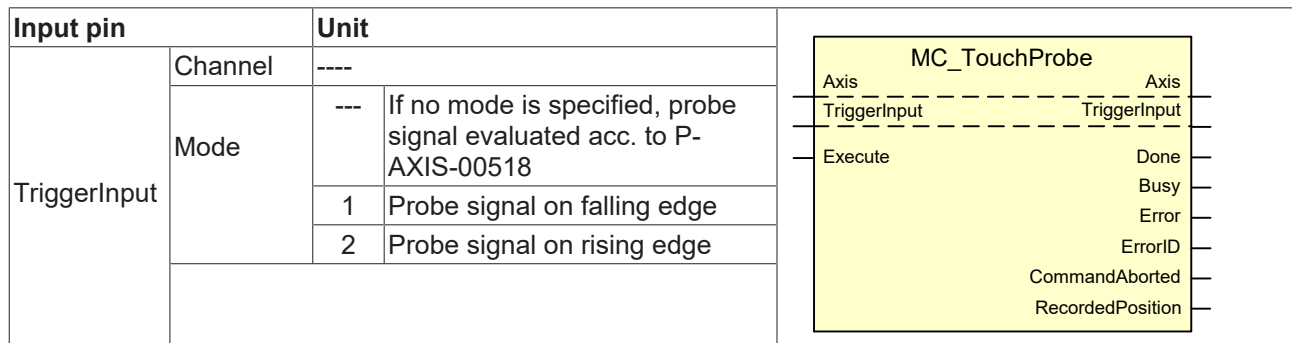 Input pin Unit
TriggerInput
Channel ----
Mode
--- If no mode is specified, probe
signal evaluated acc. to P-
AXIS-00518
1 Probe signal on falling edge
2 Probe signal on rising edge
MC_TouchProbe
Axis Axis
TriggerInput TriggerInput
Execute Done
Busy
Error
ErrorID
CommandAborted
RecordedPosition